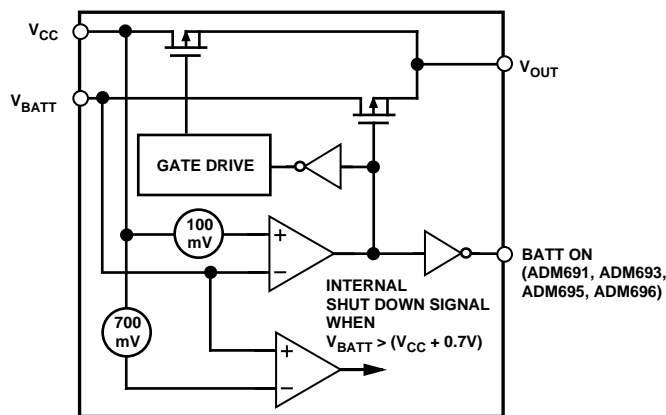 VCC
VBATT
VOUT
GATE DRIVE
100
mV
+
−
700
mV
+
−
BATT ON
(ADM691, ADM693,
ADM695, ADM696)
INTERNAL
SHUT DOWN SIGNAL
WHEN
VBATT > (VCC + 0.7V)